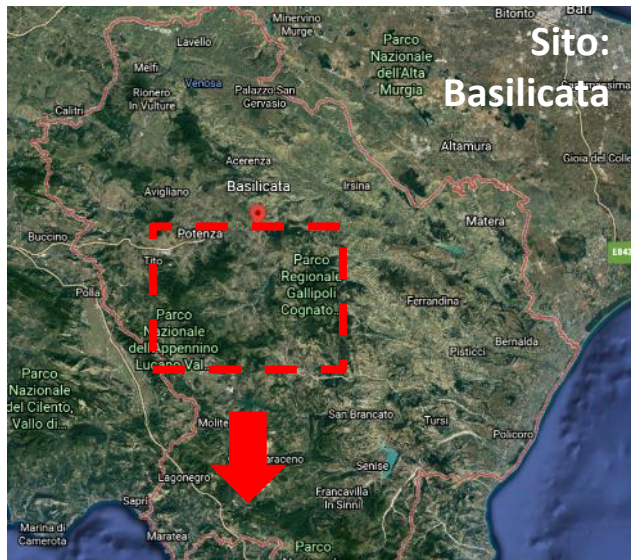 Minervino
Murge
Bitonto
Bari
Lavello
Parco
Nazionale
dell'Alta
Murgia
Sito:
Basilicata
Melfi
Rionero
In Vulture
Venosa
Palazzo San
Gervasio
Calitri
Altamura
Gioia del Colle
Acerenza
Avigliano
Basilicata
Irsina
Matera
Buccino
Potenza
Tito
Parco
Regionale
Gallipoli
Cognato...
E843
Polla
Ferrandina
Parco
Nazionale
dell'Appennino
Lucano Val...
Bernalda
Pisticci
Parco
Nazionale
del Cilento,
Vallo di...
San Brancato
Tursi
Policoro
Senise
Lagonegro
Francavilla
In Sinni
Sapri
Marina di
Camerota
Maratea
Parco